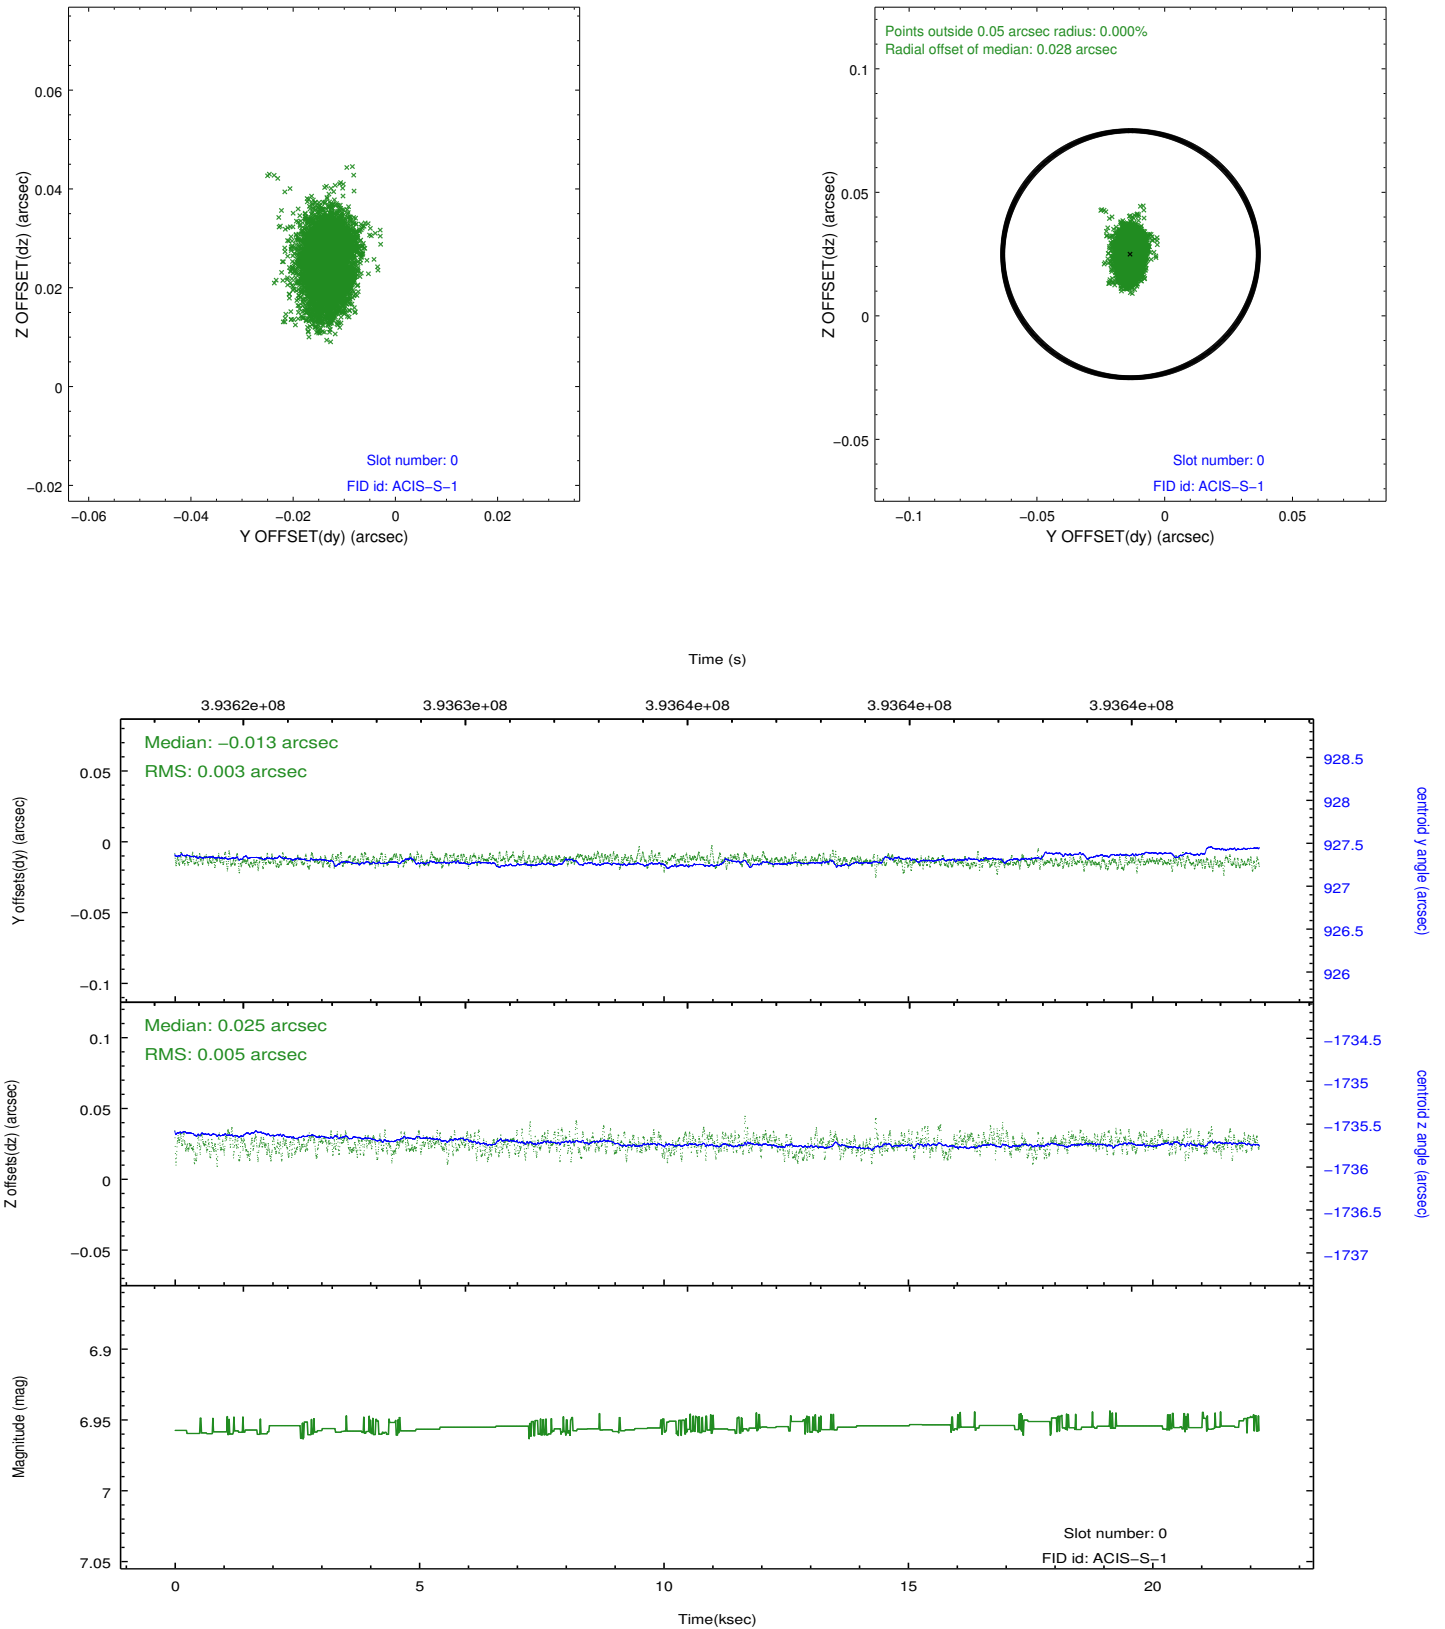 0.06
0.04
0.02
0
−0.02
Z OFFSET(dz) (arcsec)
Slot number: 0
FID id: ACIS−S−1
−0.06
−0.04
−0.02
0
0.02
Y OFFSET(dy) (arcsec)
Points outside 0.05 arcsec radius: 0.000%
Radial offset of median: 0.028 arcsec
0.1
0.05
0
−0.05
Z OFFSET(dz) (arcsec)
Slot number: 0
FID id: ACIS−S−1
−0.1
−0.05
0
0.05
Y OFFSET(dy) (arcsec)
Time (s)
3.9362e+08
3.9363e+08
3.9364e+08
3.9364e+08
3.9364e+08
Median: −0.013 arcsec
RMS: 0.003 arcsec
0.05
0
−0.05
−0.1
Y offsets(dy) (arcsec)
928.5
928
927.5
927
926.5
926
centroid y angle (arcsec)
Median: 0.025 arcsec
RMS: 0.005 arcsec
0.1
0.05
0
−0.05
Z offsets(dz) (arcsec)
−1734.5
−1735
−1735.5
−1736
−1736.5
−1737
centroid z angle (arcsec)
6.9
6.95
7
7.05
Magnitude (mag)
Slot number: 0
FID id: ACIS−S−1
0
5
10
15
20
Time(ksec)